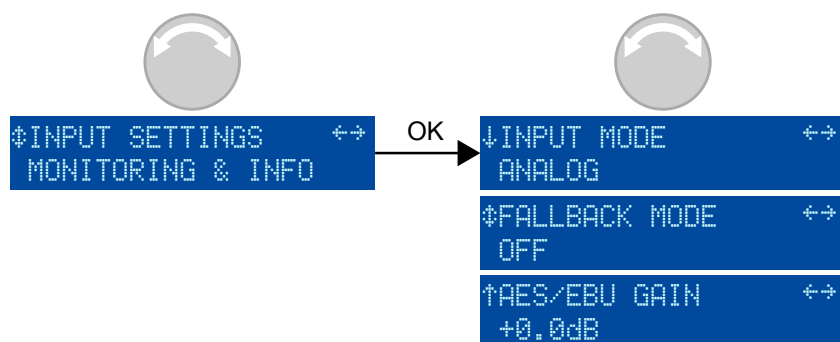 ↕INPUT SETTINGS ←→
MONITORING & INFO
OK
↓INPUT MODE ←→
ANALOG
↕FALLBACK MODE ←→
OFF
↑AES/EBU GAIN ←→
+0.0dB